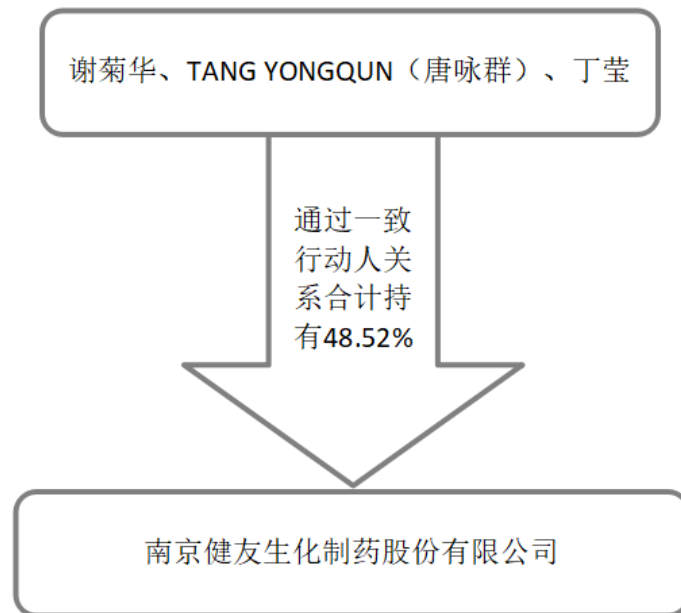 谢菊华、TANG YONGQUN（唐咏群）、丁莹
通过一致
行动人关
系合计持
有48.52%
南京健友生化制药股份有限公司